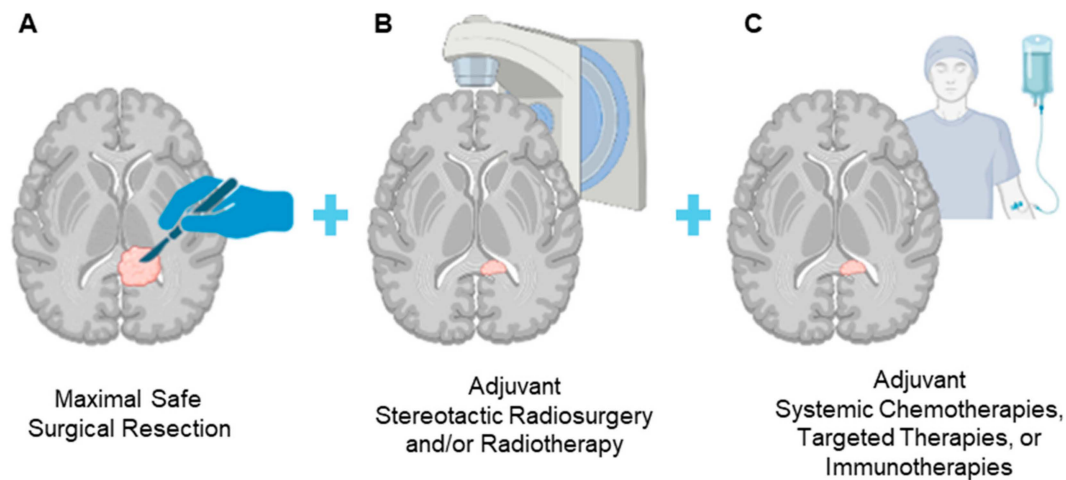 A
B
C
Maximal Safe
Surgical Resection
Adjuvant
Stereotactic Radiosurgery
and/or Radiotherapy
Adjuvant
Systemic Chemotherapies,
Targeted Therapies, or
Immunotherapies